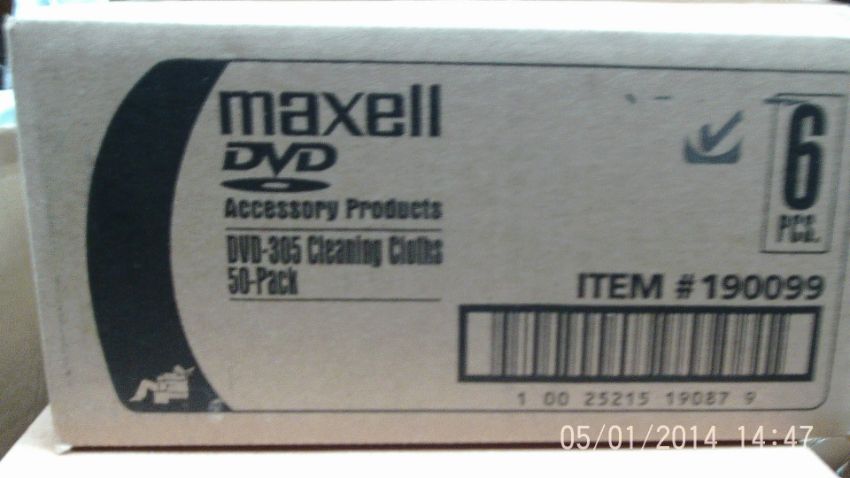 maxell
DVD
Accessory Products
DVD-305 Cleaning Cloths
50-Pack
6
PCS.
ITEM #190099
1 00 25215 19087 9
05/01/2014 14:47